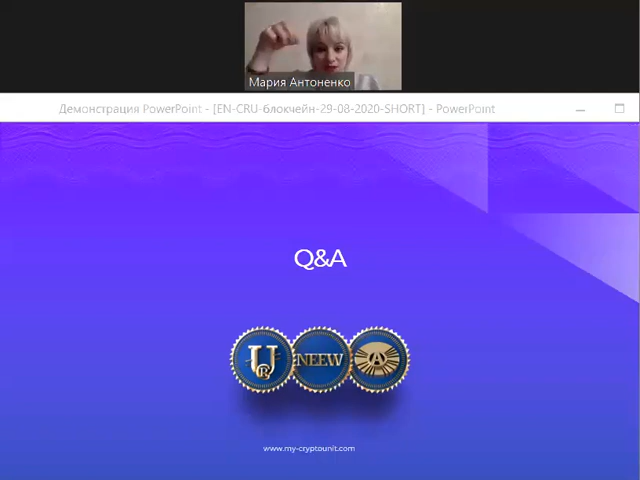 Мария Антоненко
Демонстрация PowerPoint - [EN-CRU-блокчейн-29-08-2020-SHORT] - PowerPoint
Q&A
U
R
NEEW
A
www.my-cryptounit.com